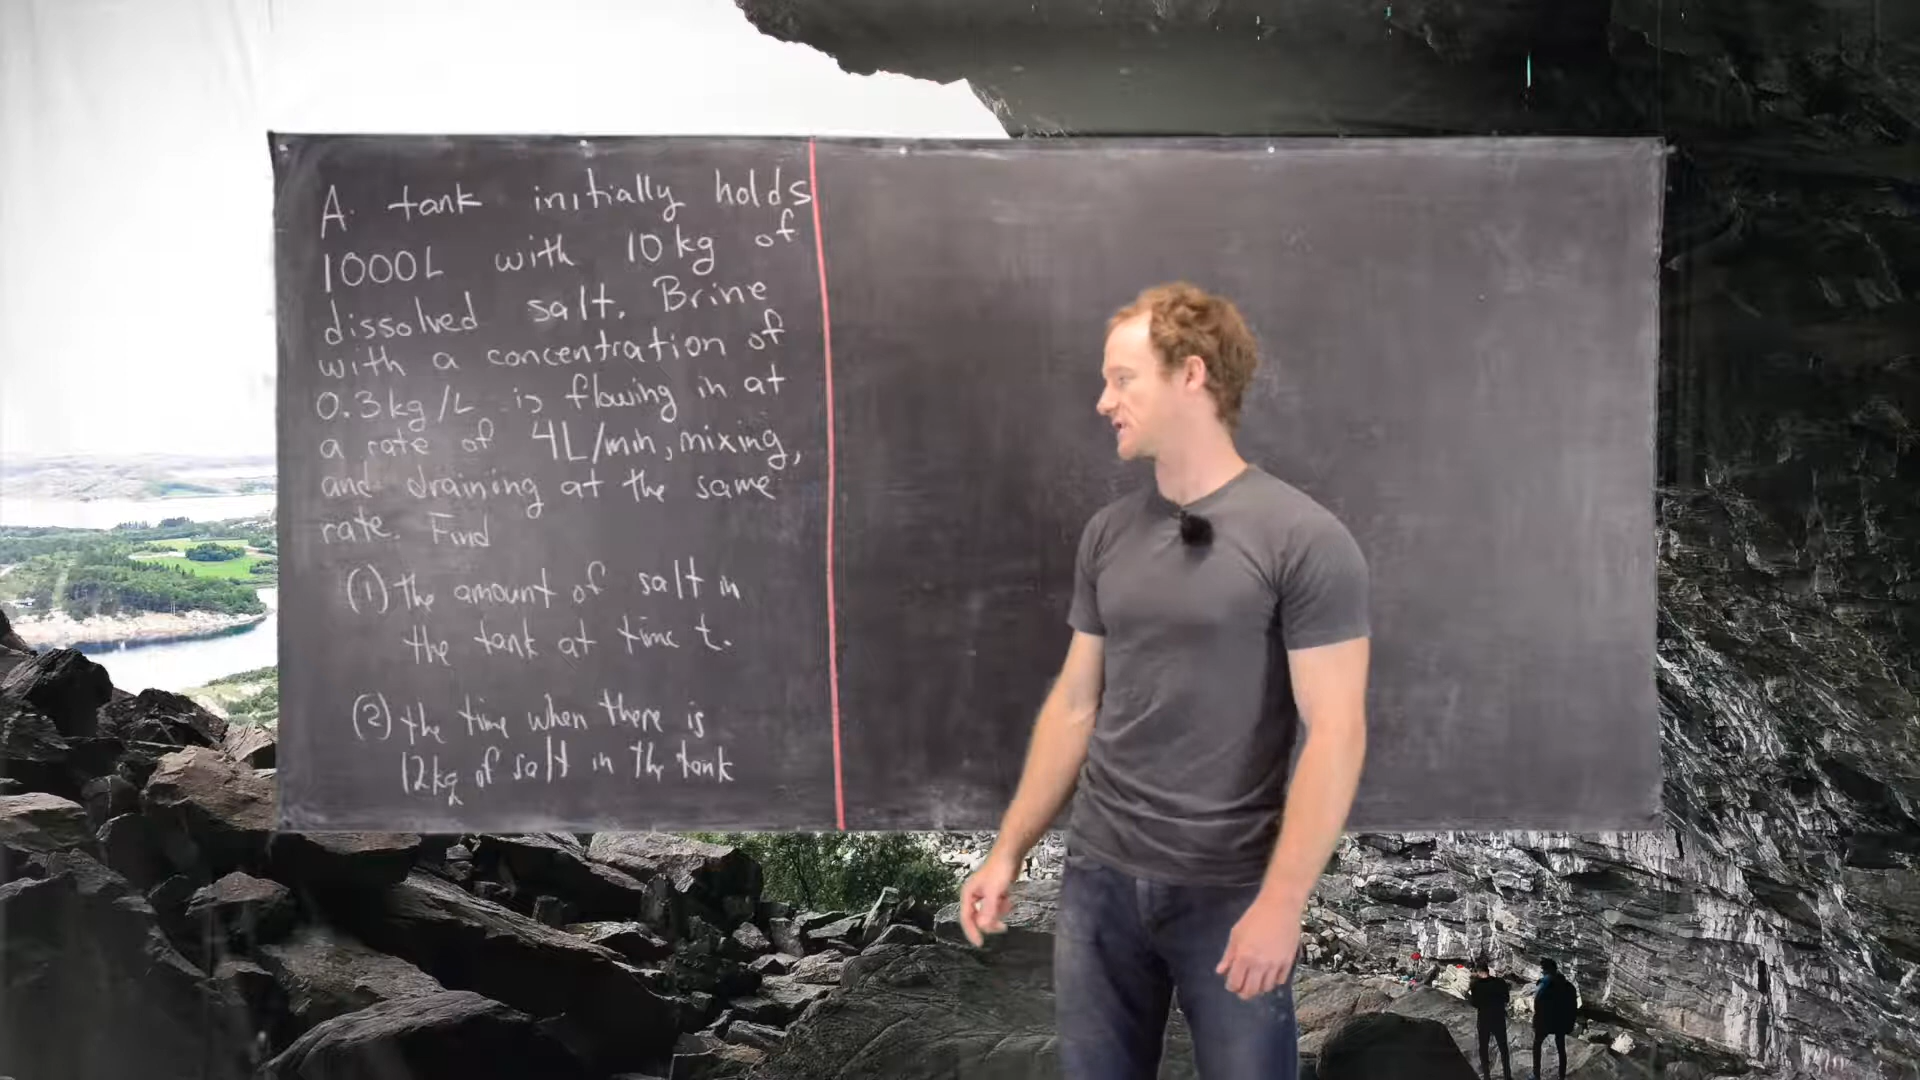 A tank initially holds
1000L with 10kg of
dissolved salt. Brine
with a concentration of
0.3kg/L is flowing in at
a rate of 4L/min, mixing,
and draining at the same
rate. Find
(1) the amount of salt in
the tank at time t.
(2) the time when there is
12kg of salt in the tank